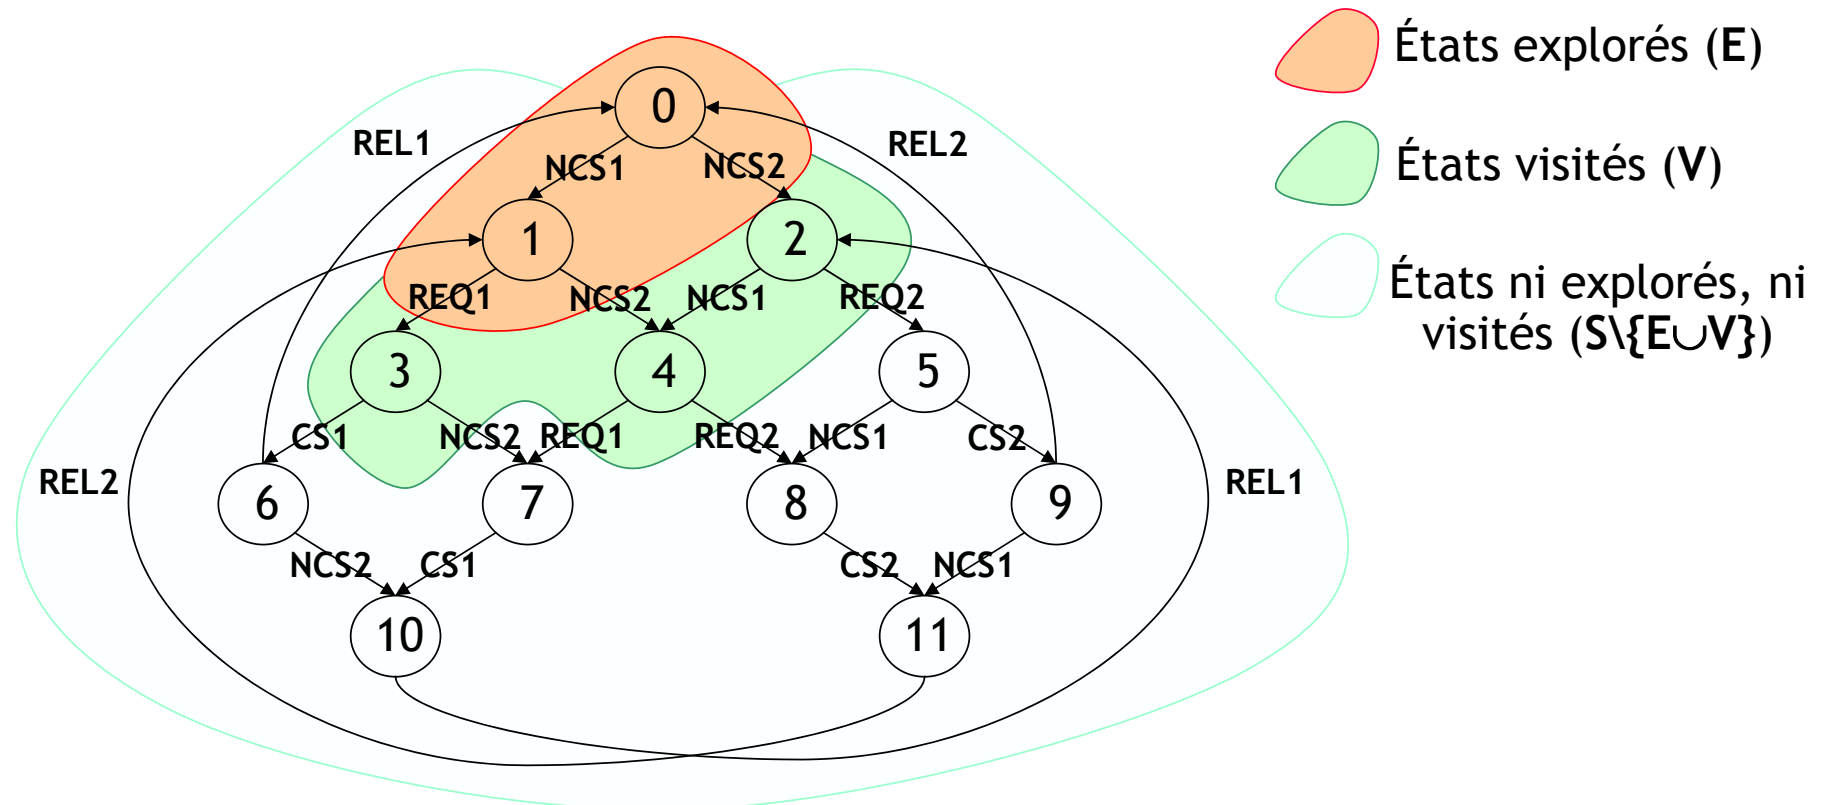 États explorés (E)
0
REL1
REL2
États visités (V)
NCS1
NCS2
1
2
États ni explorés, ni
visités (S\{E∪V})
REQ1
NCS2
NCS1
REQ2
3
4
5
CS1
NCS2
REQ1
REQ2
NCS1
CS2
REL2
REL1
6
7
8
9
NCS2
CS1
CS2
NCS1
10
11